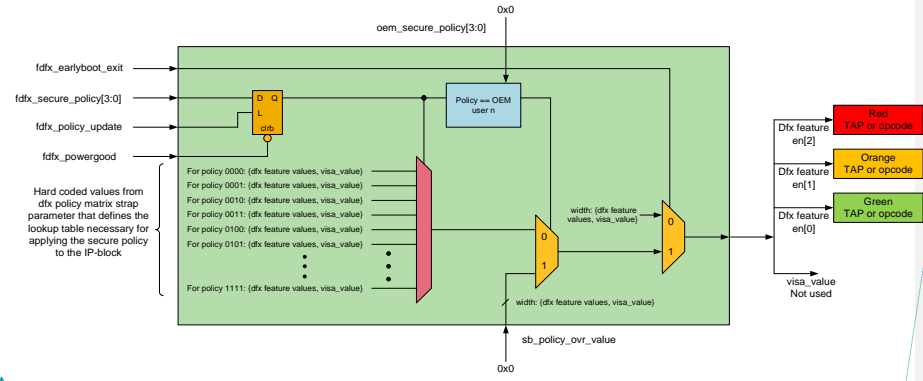 0x0
oem_secure_policy[3:0]
fdfx_earlyboot_exit
fdfx_secure_policy[3:0]
fdfx_policy_update
fdfx_powergood
D Q
L
clrb
Policy == OEM
user n
Hard coded values from
dfx policy matrix strap
parameter that defines the
lookup table necessary for
applying the secure policy
to the IP-block
For policy 0000: {dfx feature values, visa_value}
For policy 0001: {dfx feature values, visa_value}
For policy 0010: {dfx feature values, visa_value}
For policy 0011: {dfx feature values, visa_value}
For policy 0100: {dfx feature values, visa_value}
For policy 0101: {dfx feature values, visa_value}
For policy 1111: {dfx feature values, visa_value}
0
1
width: {dfx feature
values, visa_value}
0
1
width: {dfx feature values, visa_value}
sb_policy_ovr_value
0x0
Red
TAP or opcode
Dfx feature
en[2]
Orange
TAP or opcode
Dfx feature
en[1]
Green
TAP or opcode
Dfx feature
en[0]
visa_value
Not used